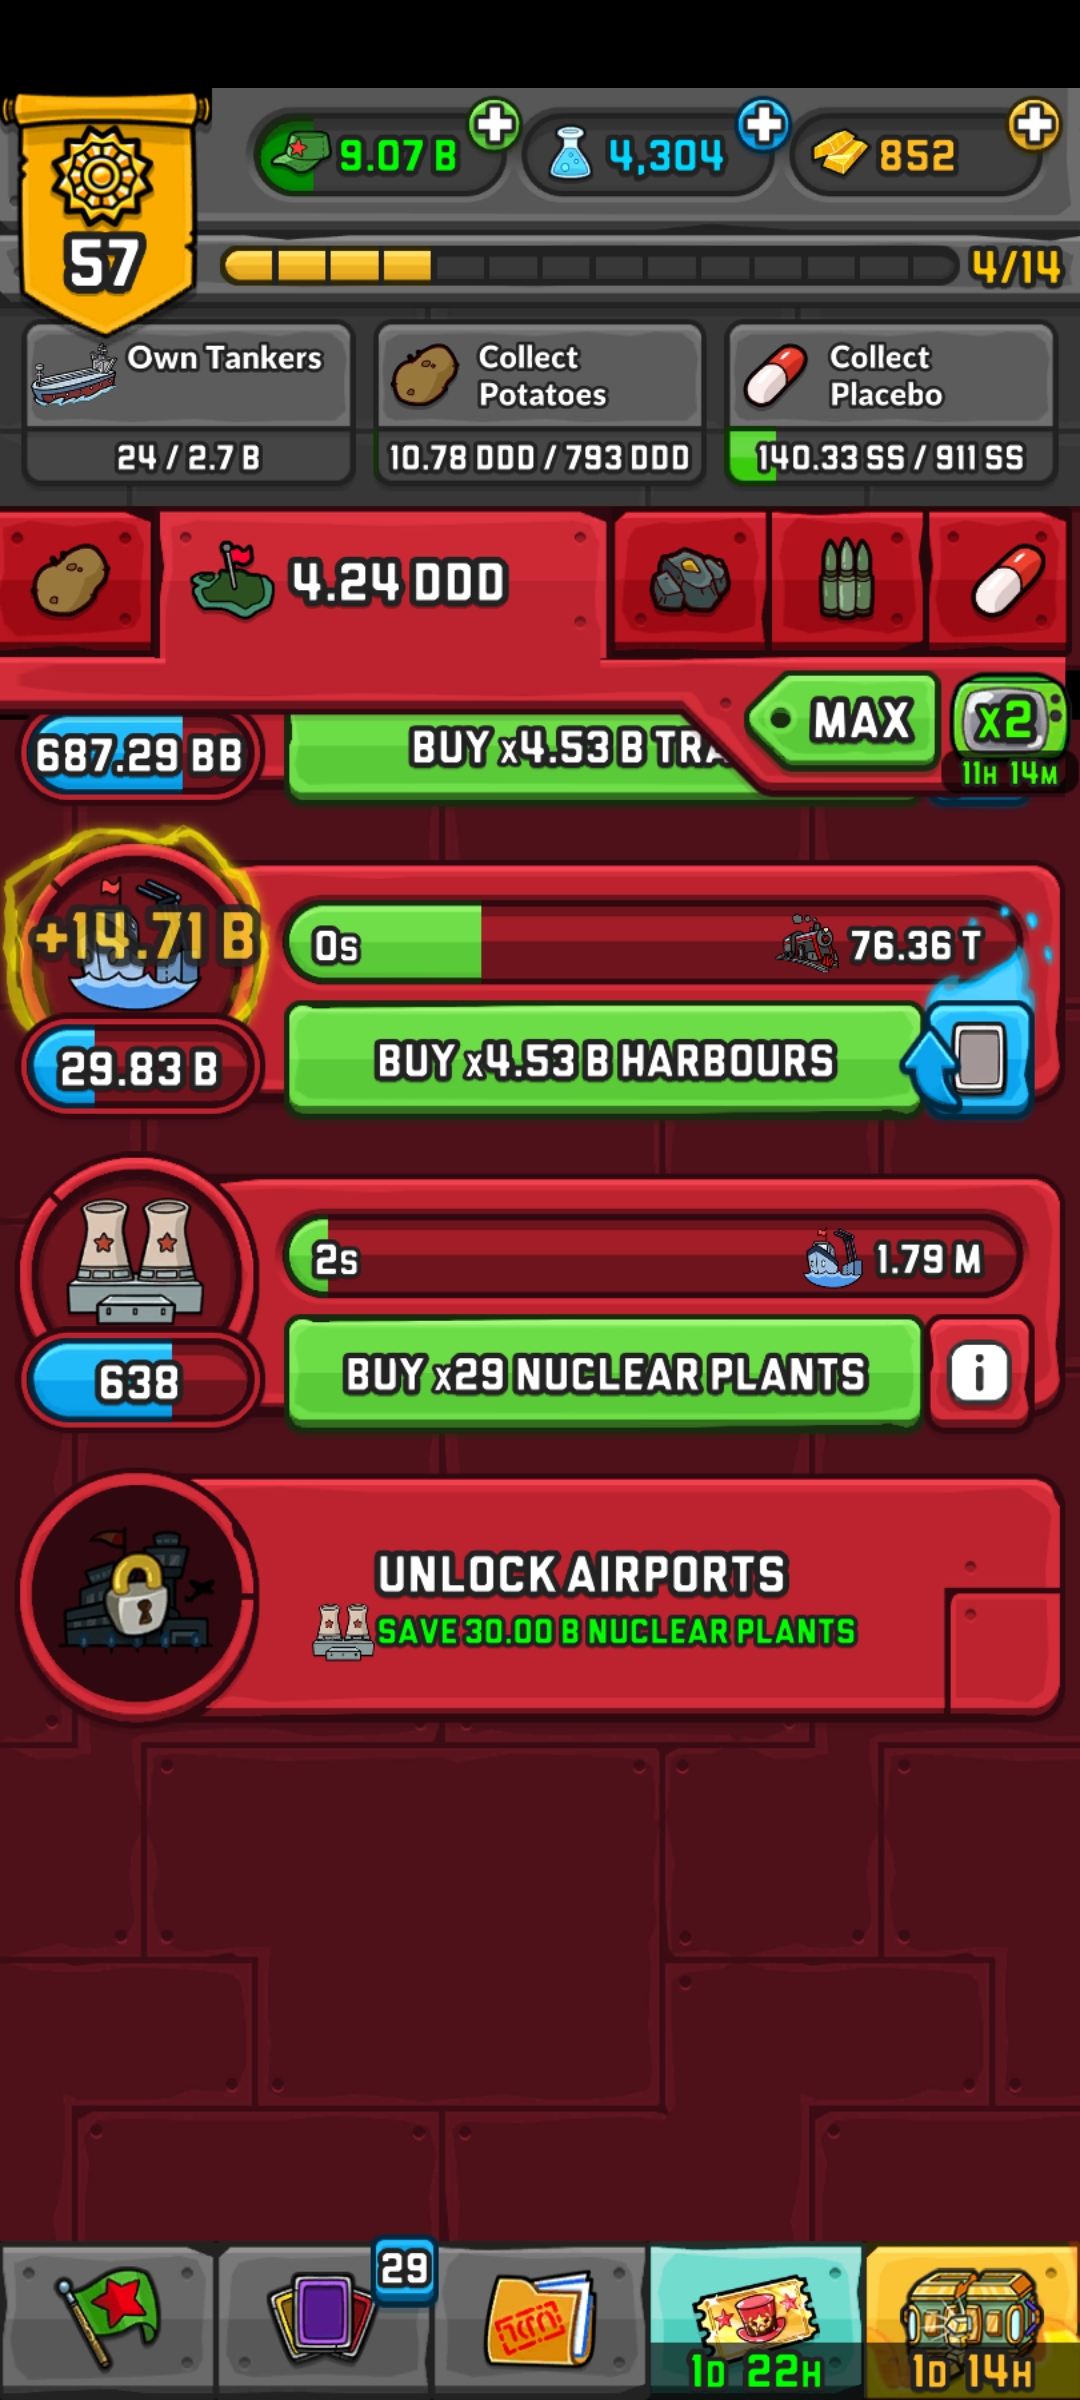 9.07 B
4,304
852
57
4/14
Own Tankers
24 / 2.7 B
Collect
Potatoes
10.78 DDD / 793 DDD
Collect
Placebo
140.33 SS / 911 SS
4.24 DDD
MAX
x2
11H 14M
687.29 BB
BUY x4.53 B TRA
+14.71 B
0s
76.36 T
29.83 B
BUY x4.53 B HARBOURS
2s
1.79 M
638
BUY x29 NUCLEAR PLANTS
i
UNLOCK AIRPORTS
SAVE 30.00 B NUCLEAR PLANTS
29
1D 22H
1D 14H